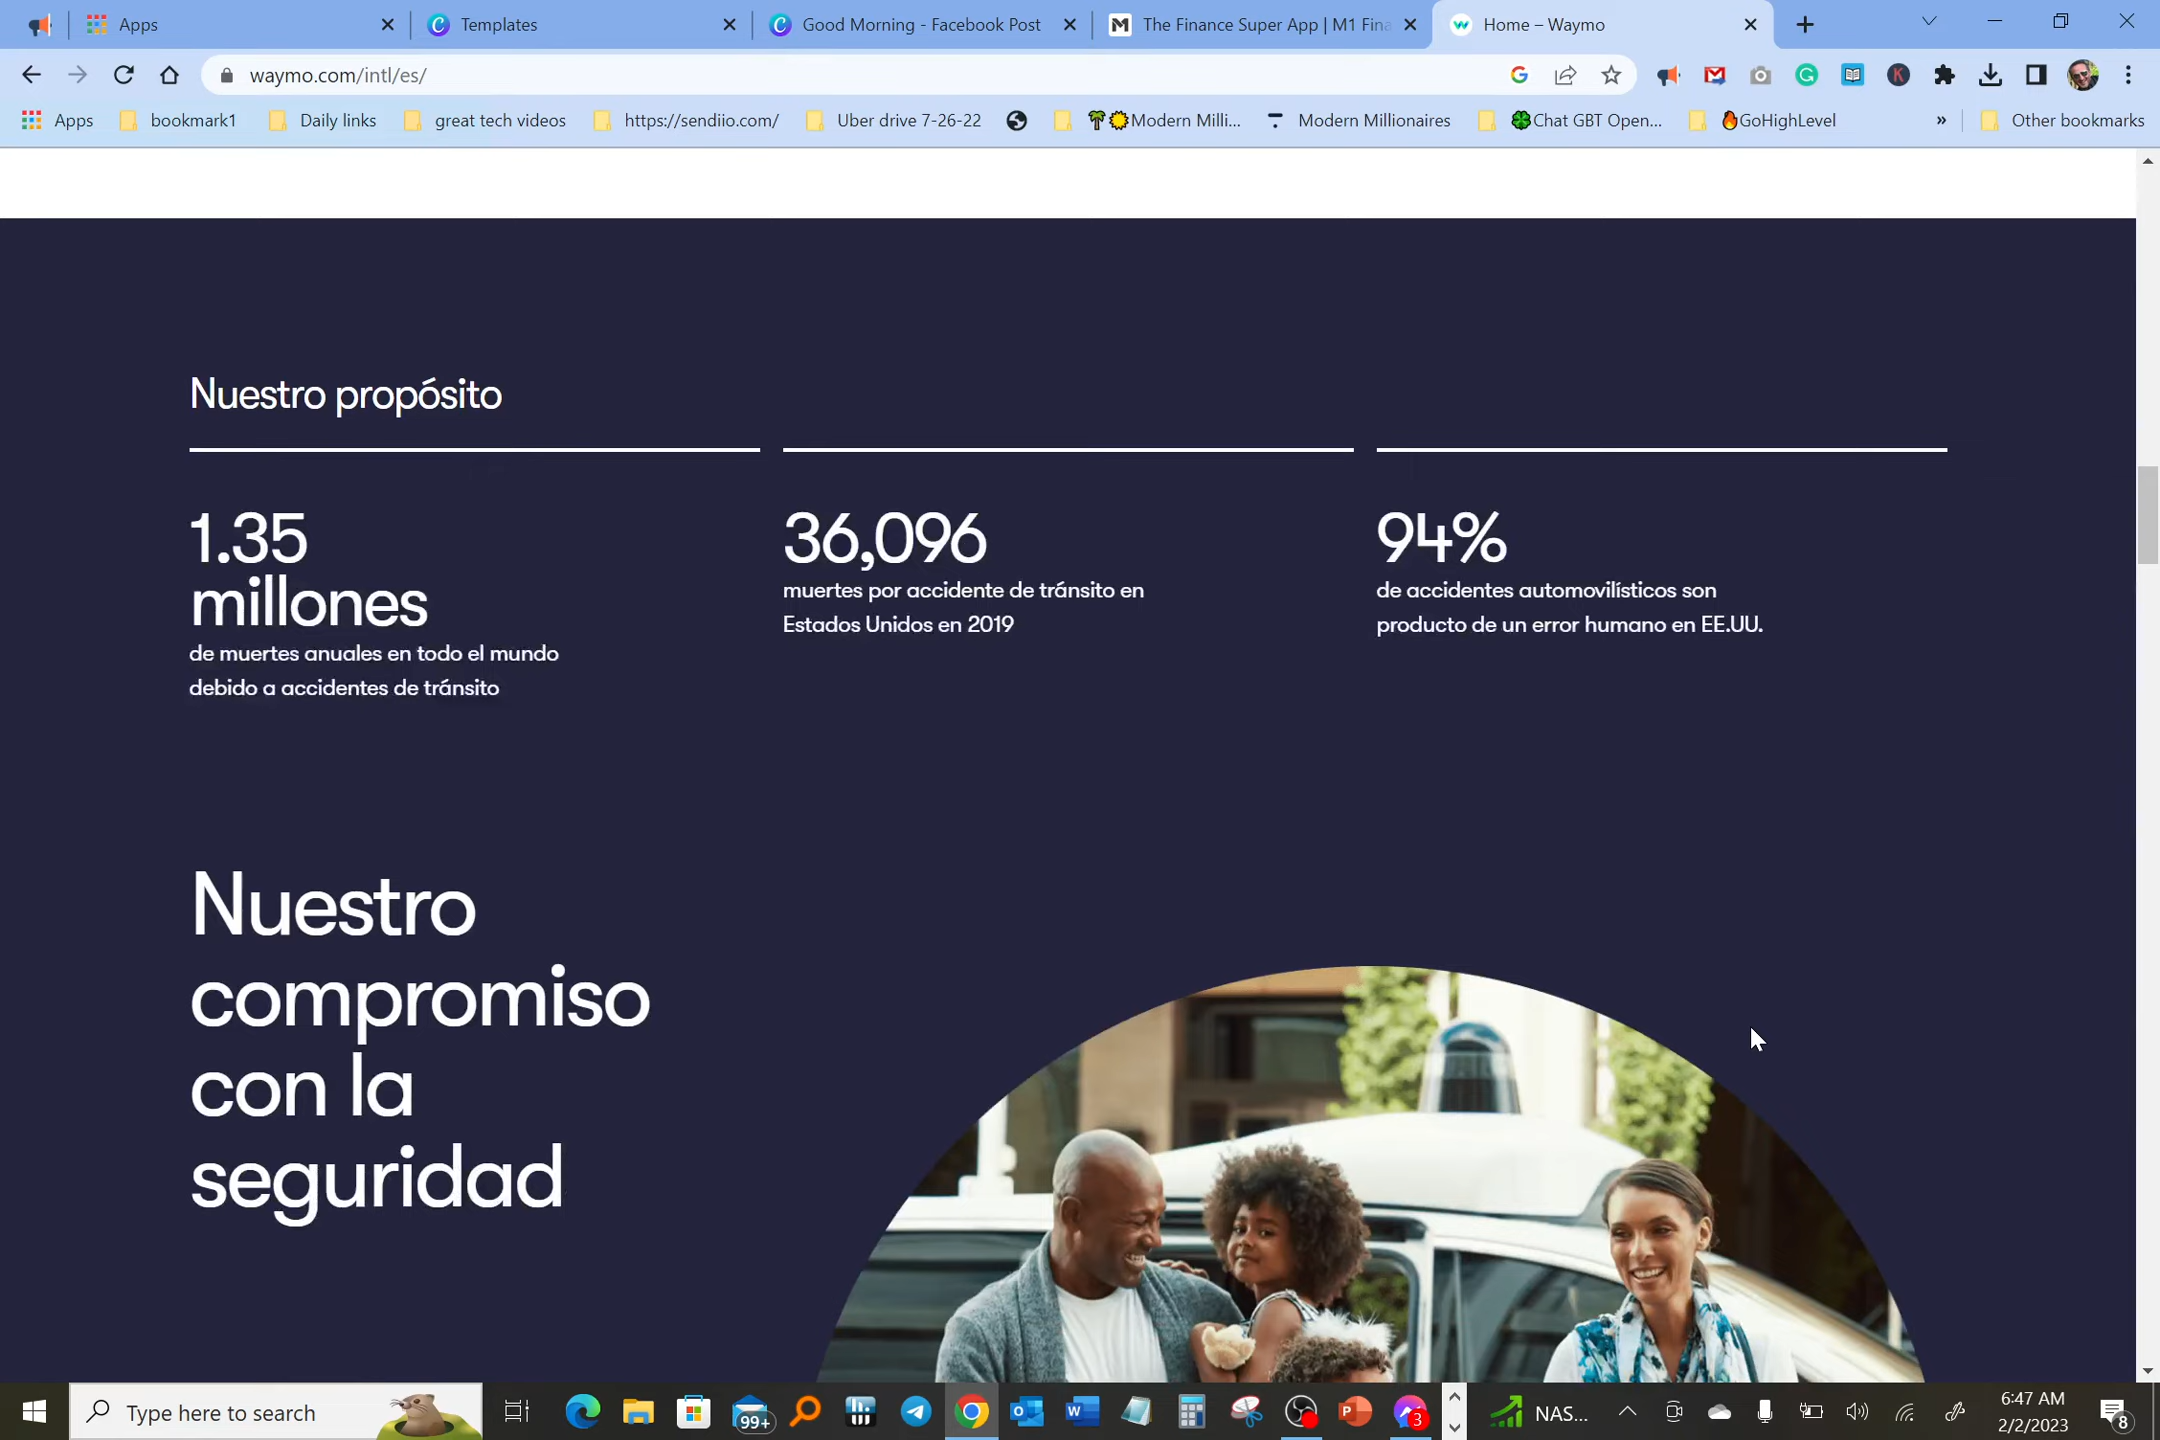 Apps
Templates
Good Morning - Facebook Post
The Finance Super App | M1 Fina
Home – Waymo
waymo.com/intl/es/
Apps
bookmark1
Daily links
great tech videos
https://sendiio.com/
Uber drive 7-26-22
Modern Milli...
Modern Millionaires
Chat GBT Open...
GoHighLevel
»
Other bookmarks
Nuestro propósito
1.35
millones
de muertes anuales en todo el mundo
debido a accidentes de tránsito
36,096
muertes por accidente de tránsito en
Estados Unidos en 2019
94%
de accidentes automovilísticos son
producto de un error humano en EE.UU.
Nuestro
compromiso
con la
seguridad
Type here to search
99+
3
NAS...
6:47 AM
2/2/2023
8